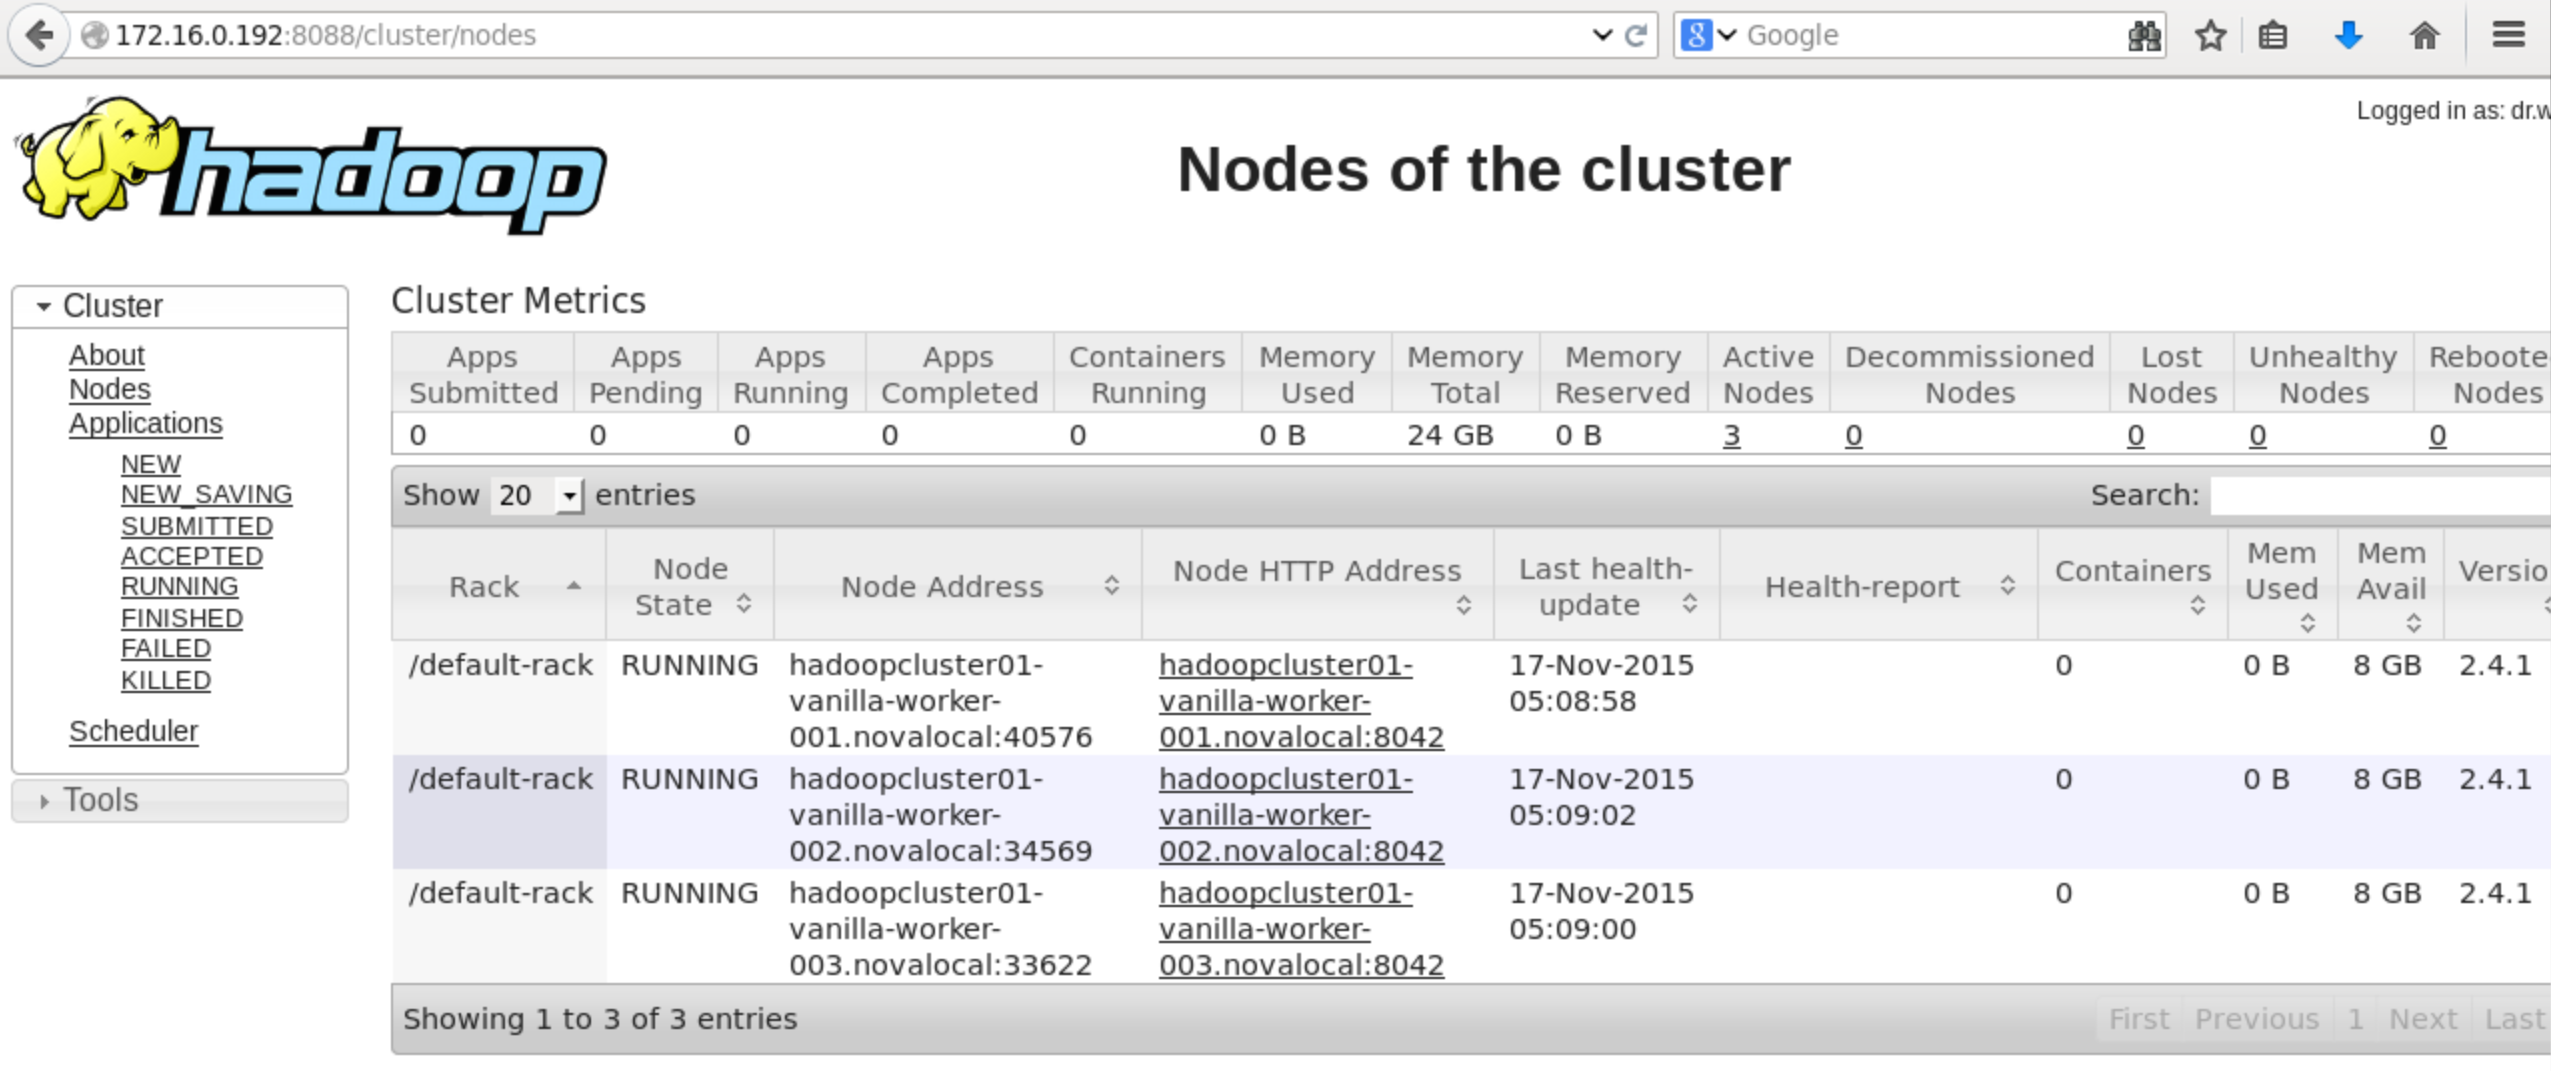 172.16.0.192:8088/cluster/nodes
Google
Logged in as: dr.w
hadoop
Nodes of the cluster
Cluster
About
Nodes
Applications
NEW
NEW_SAVING
SUBMITTED
ACCEPTED
RUNNING
FINISHED
FAILED
KILLED
Scheduler
Tools
Cluster Metrics
Apps Submitted Apps Pending Apps Running Apps Completed Containers Running Memory Used Memory Total Memory Reserved Active Nodes Decommissioned Nodes Lost Nodes Unhealthy Nodes Reboote Nodes
0 0 0 0 0 0 B 24 GB 0 B 3 0 0 0 0
Show 20 entries Search:
Rack Node State Node Address Node HTTP Address Last health-update Health-report Containers Mem Used Mem Avail Versio
/default-rack RUNNING hadoopcluster01- hadoopcluster01- 17-Nov-2015 0 0 B 8 GB 2.4.1
vanilla-worker- vanilla-worker- 05:08:58
001.novalocal:40576 001.novalocal:8042
/default-rack RUNNING hadoopcluster01- hadoopcluster01- 17-Nov-2015 0 0 B 8 GB 2.4.1
vanilla-worker- vanilla-worker- 05:09:02
002.novalocal:34569 002.novalocal:8042
/default-rack RUNNING hadoopcluster01- hadoopcluster01- 17-Nov-2015 0 0 B 8 GB 2.4.1
vanilla-worker- vanilla-worker- 05:09:00
003.novalocal:33622 003.novalocal:8042
Showing 1 to 3 of 3 entries First Previous 1 Next Last